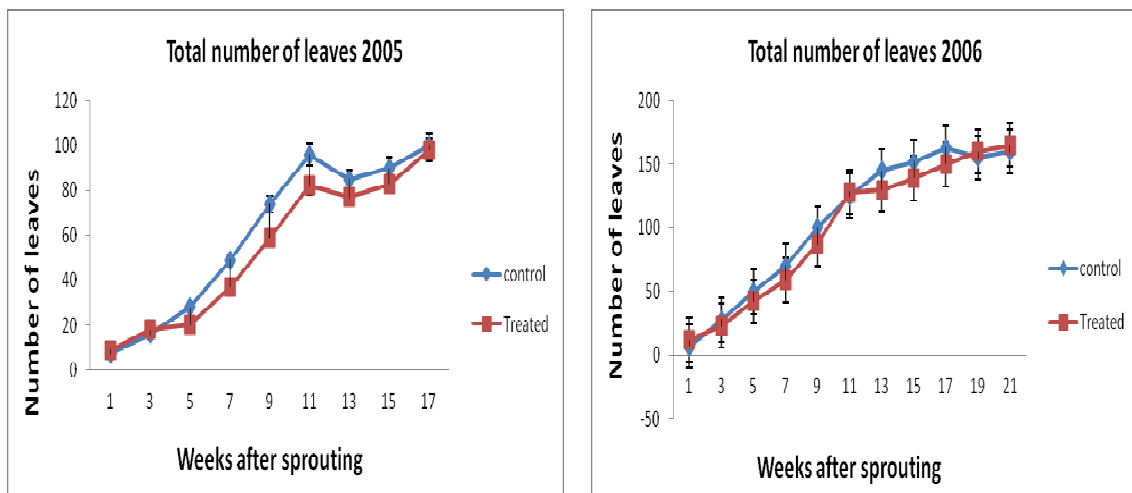 Total number of leaves 2005
120
100
80
60
40
20
0
Number of leaves
1 3 5 7 9 11 13 15 17
Weeks after sprouting
control
Treated
Total number of leaves 2006
200
150
100
50
0
-50
Number of leaves
1 3 5 7 9 11 13 15 17 19 21
Weeks after sprouting
control
Treated